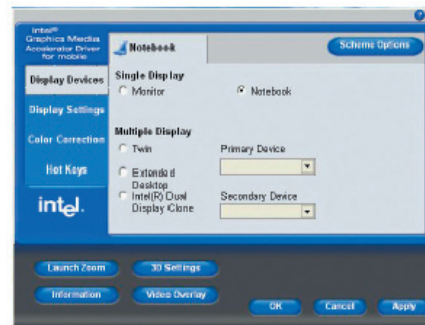 Intel®
Graphics Media
Accelerator Driver
for mobile
Notebook
Scheme Options
Display Devices
Display Settings
Color Correction
Hot Keys
intel.
Single Display
Monitor
Notebook
Multiple Display
Twin
Primary Device
Extended
Desktop
Intel(R) Dual
Display Clone
Secondary Device
Launch Zoom
3D Settings
Information
Video Overlay
OK
Cancel
Apply